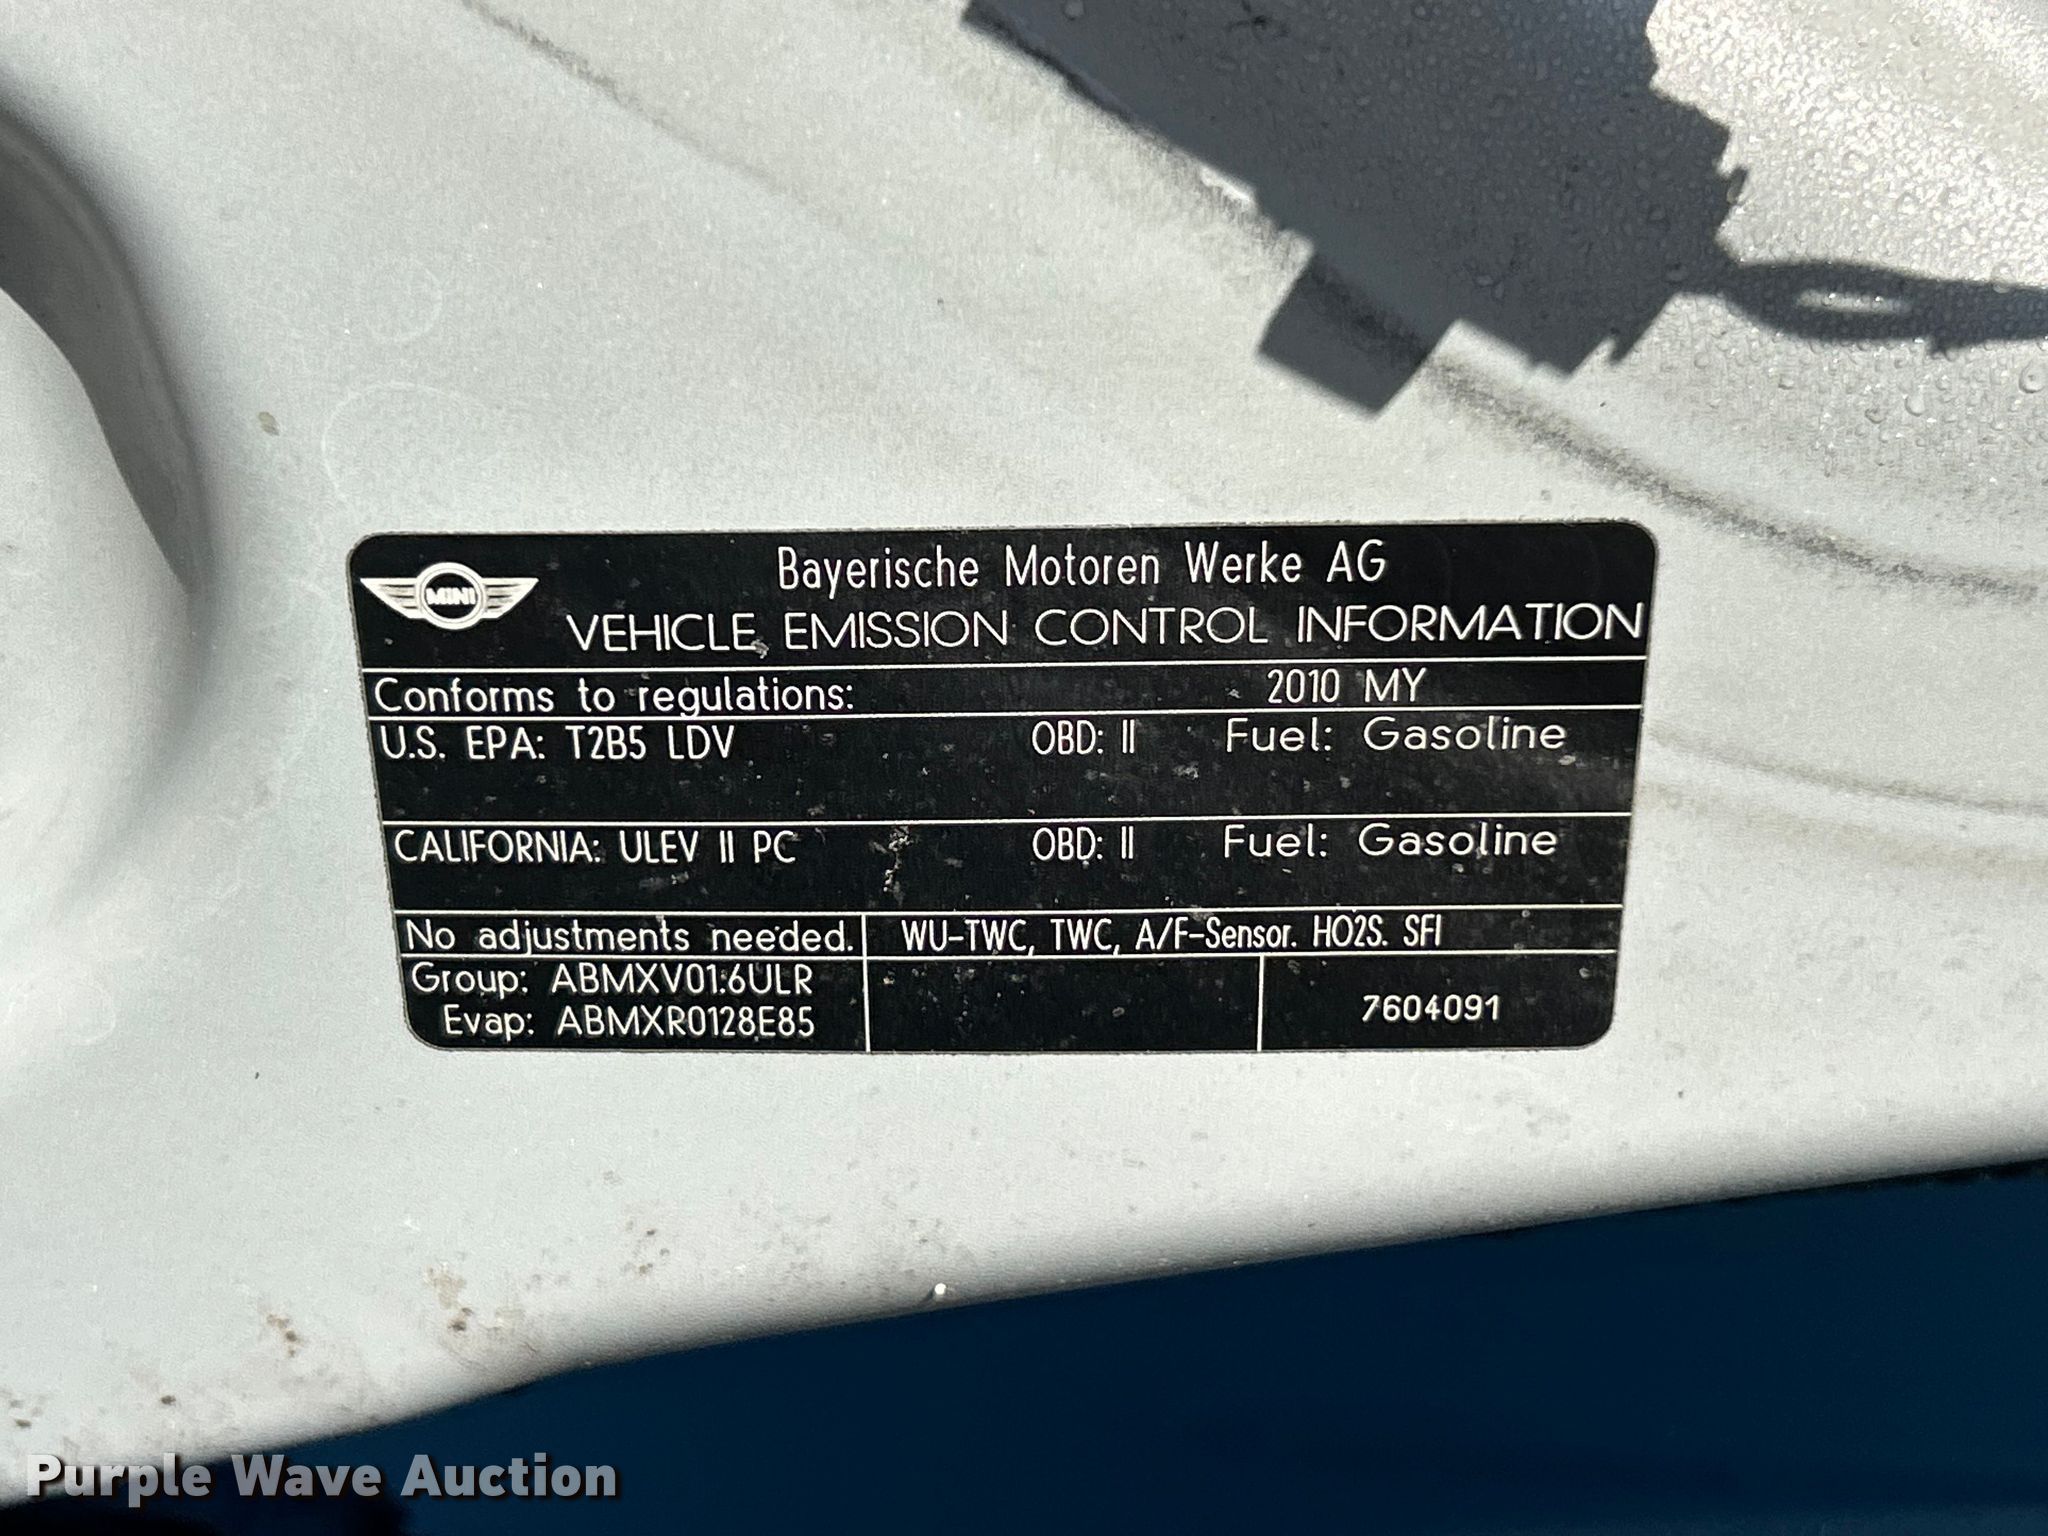 MINI
Bayerische Motoren Werke AG
VEHICLE EMISSION CONTROL INFORMATION
Conforms to regulations: 2010 MY
U.S. EPA: T2B5 LDV OBD: II Fuel: Gasoline
CALIFORNIA: ULEV II PC OBD: II Fuel: Gasoline
No adjustments needed. WU-TWC, TWC, A/F-Sensor. HO2S. SFI
Group: ABMXV01.6ULR
Evap: ABMXR0128E85
7604091
Purple Wave Auction